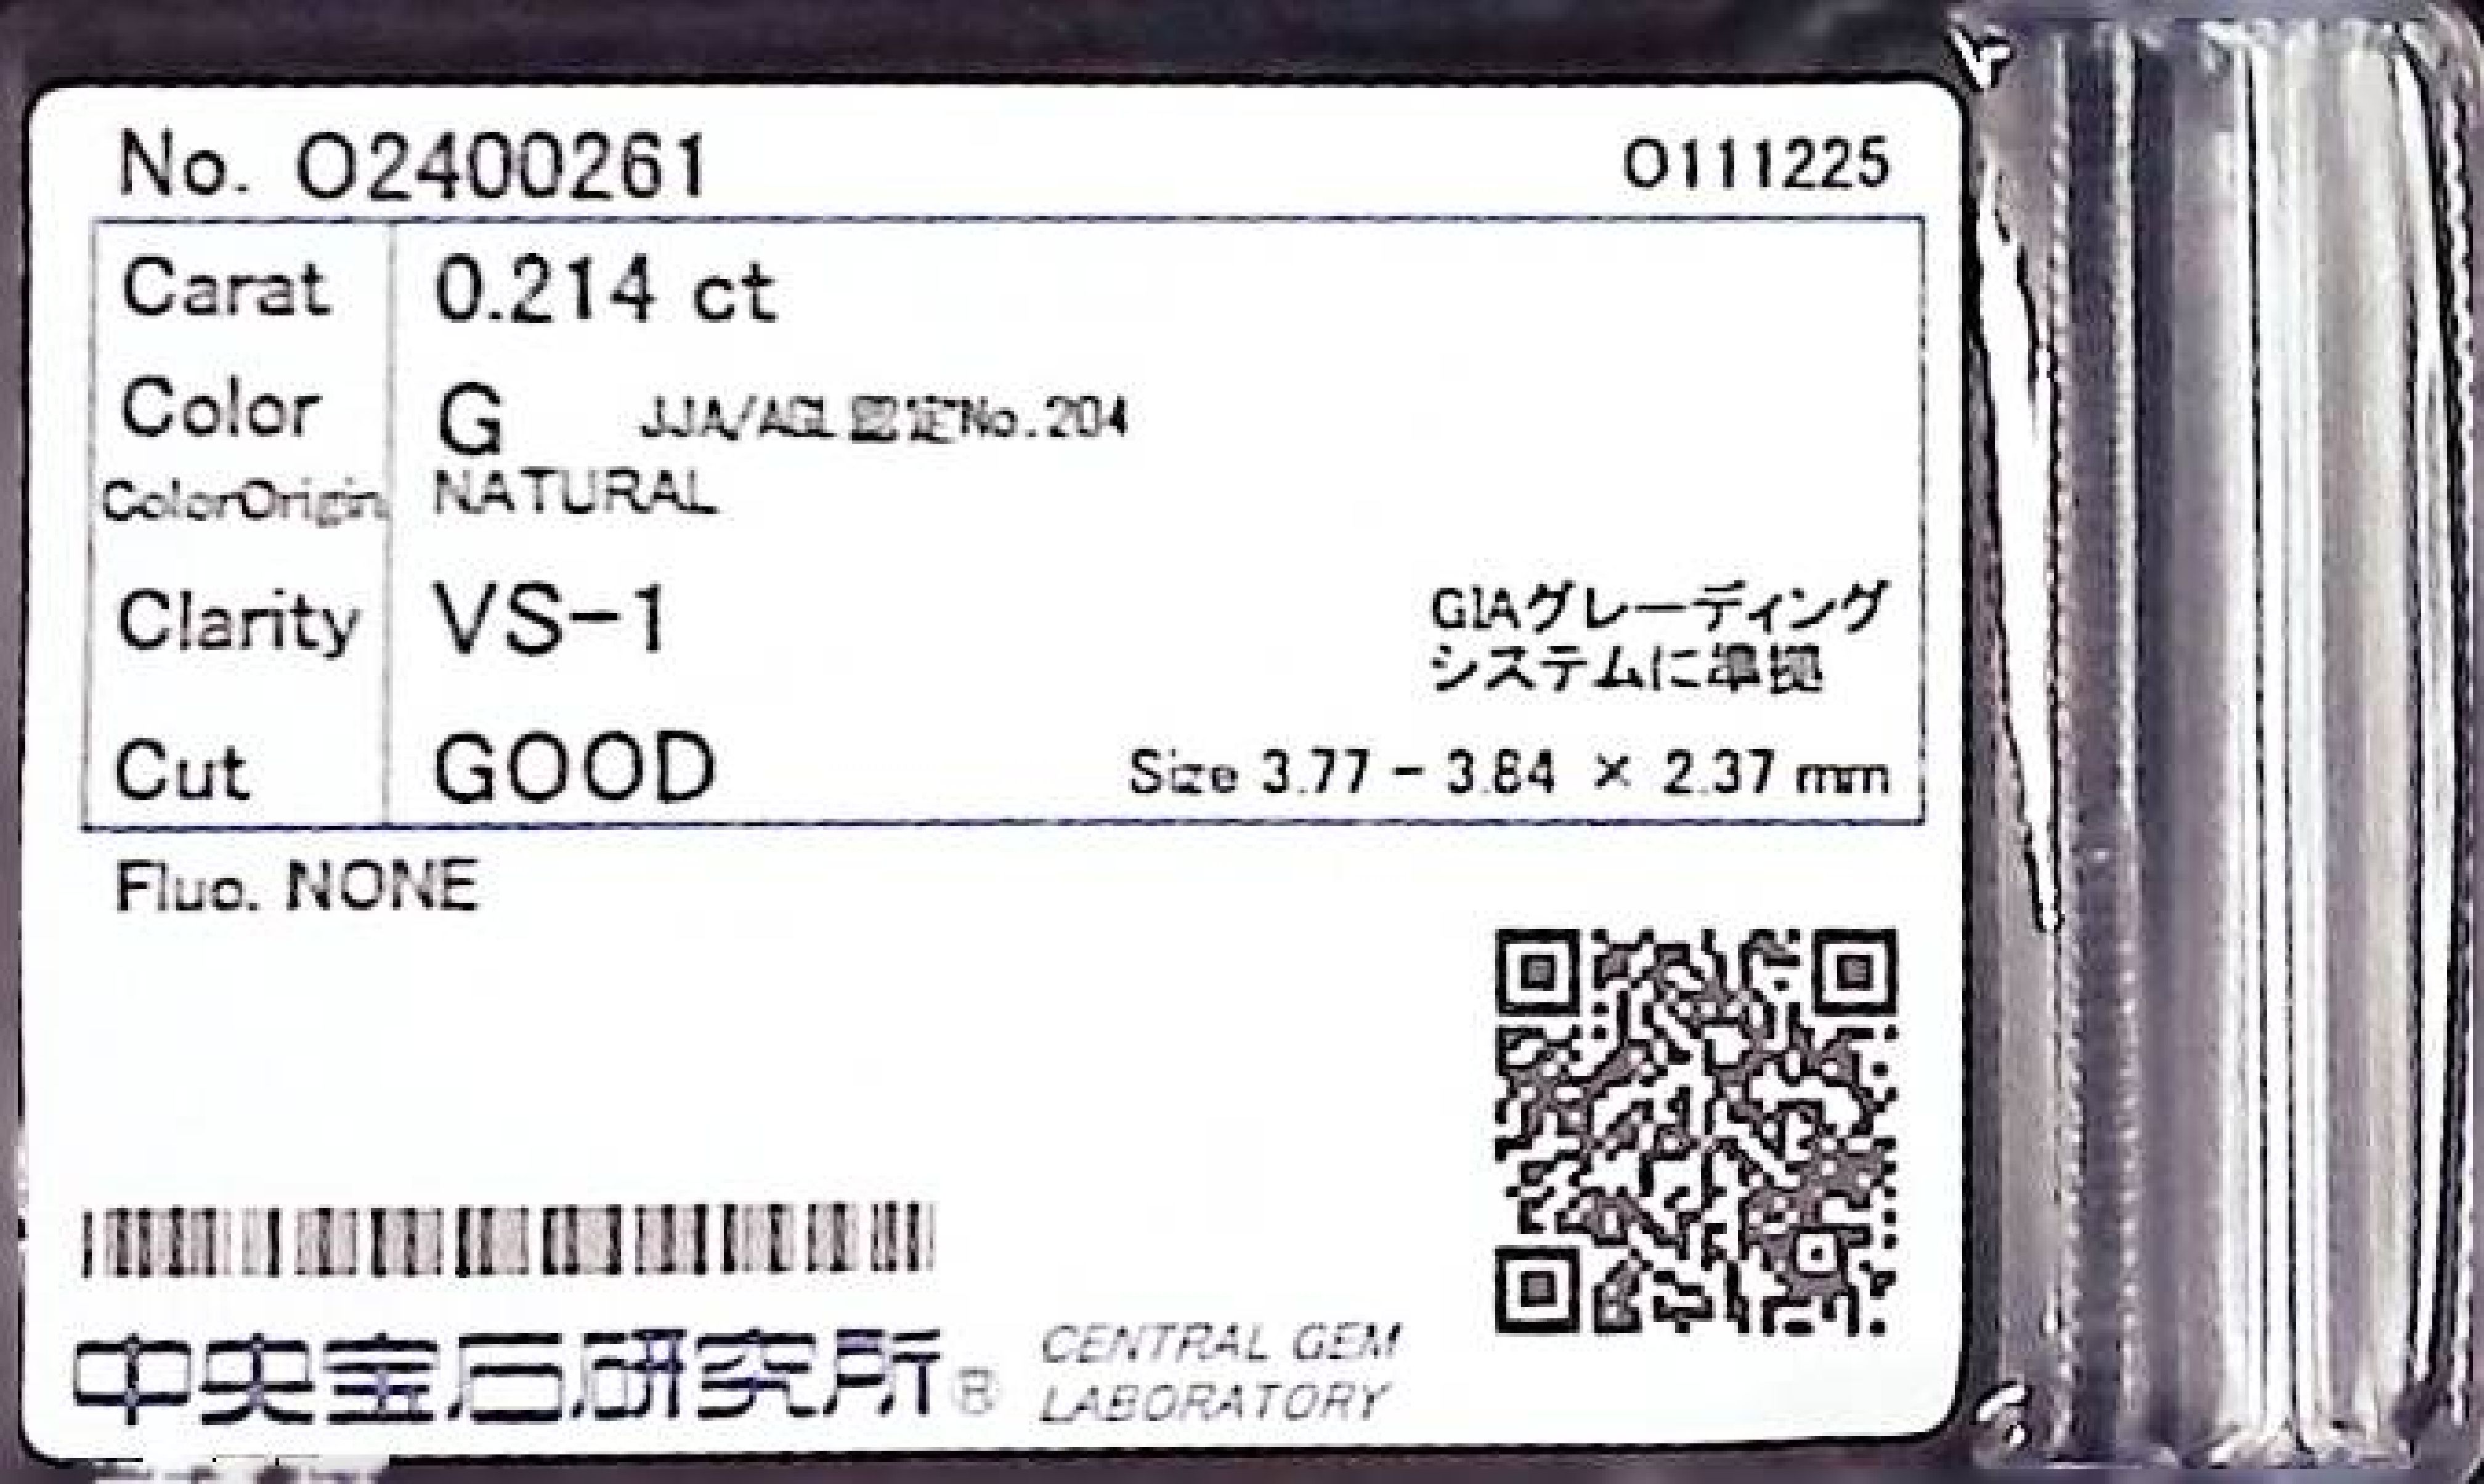 No. O2400261 O111225
Carat 0.214 ct
Color G JJA/AGL認定No.204
ColorOrigin NATURAL
Clarity VS-1
GIAグレーディング
システムに準拠
Cut GOOD Size 3.77 - 3.84 × 2.37 mm
Fluo. NONE
中央宝石研究所® CENTRAL GEM
LABORATORY